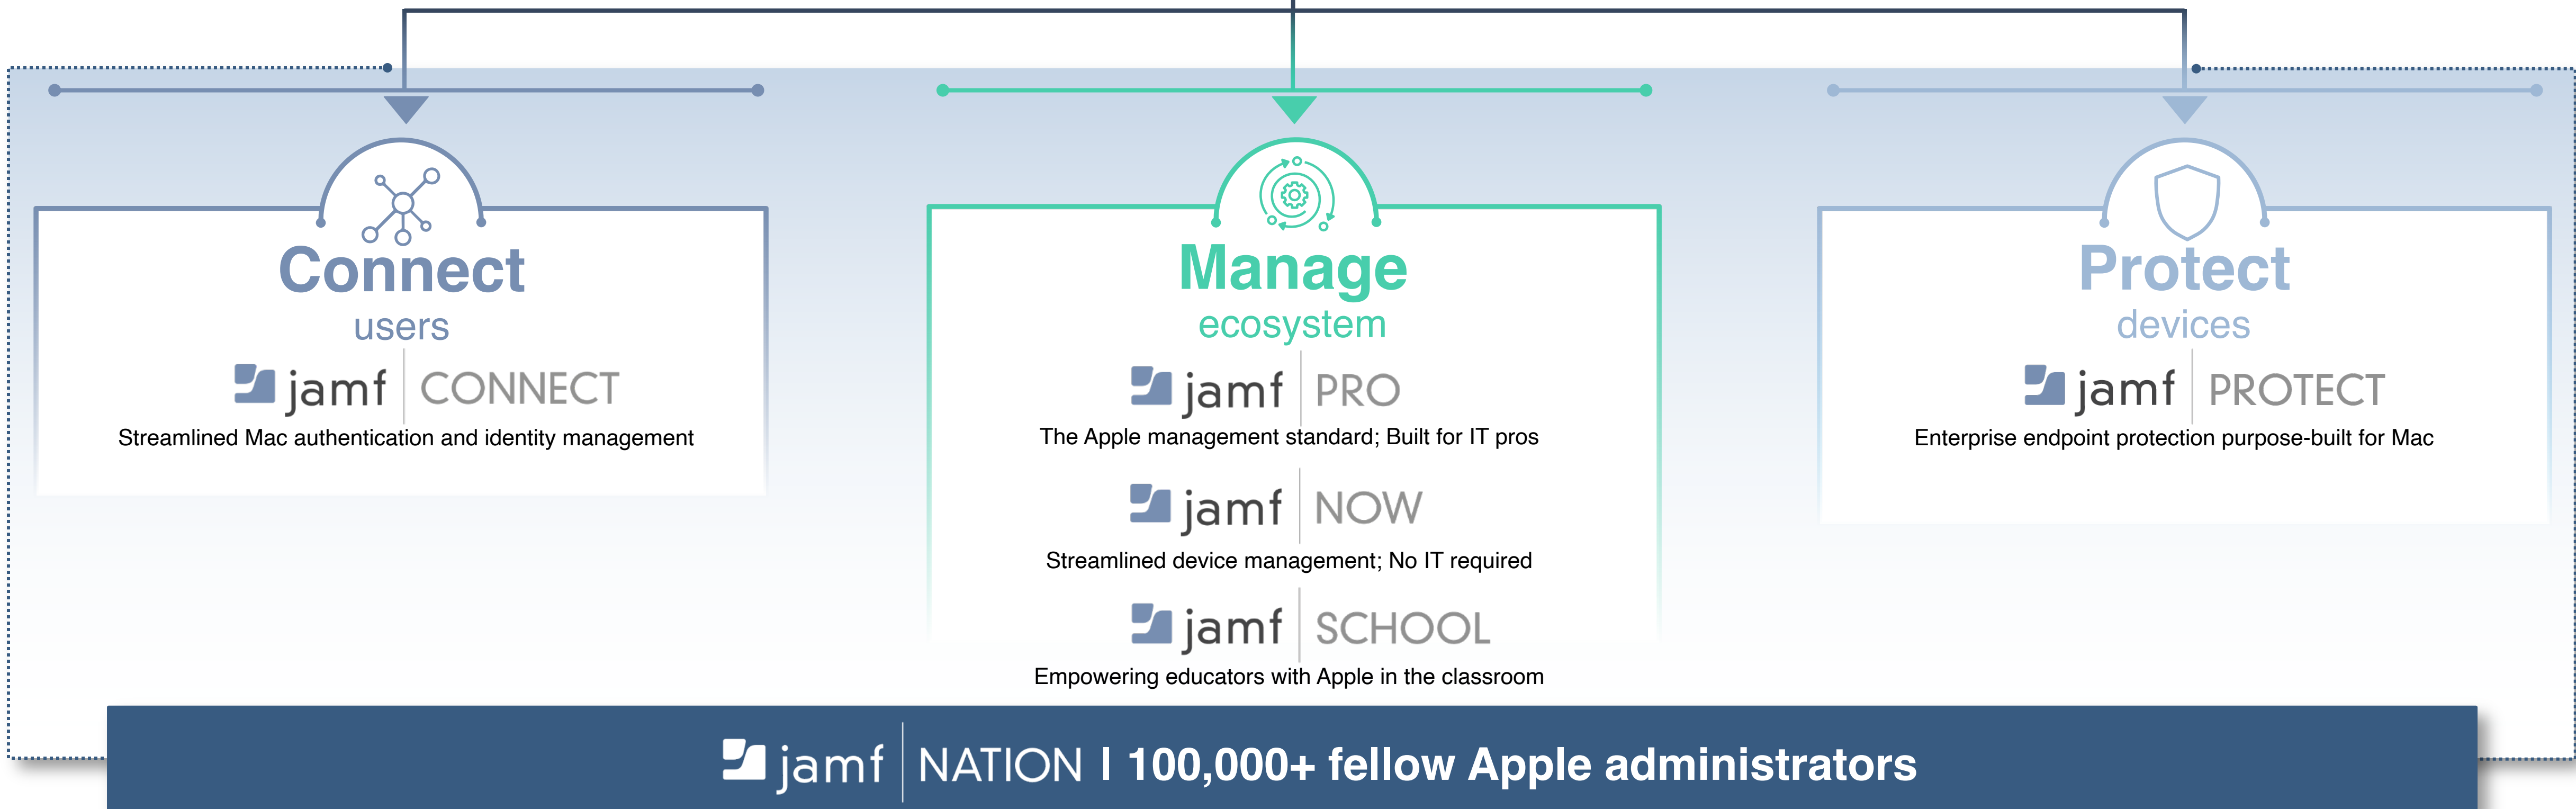 Connect
users
jamf | CONNECT
Streamlined Mac authentication and identity management
Manage
ecosystem
jamf | PRO
The Apple management standard; Built for IT pros
jamf | NOW
Streamlined device management; No IT required
jamf | SCHOOL
Empowering educators with Apple in the classroom
Protect
devices
jamf | PROTECT
Enterprise endpoint protection purpose-built for Mac
jamf | NATION | 100,000+ fellow Apple administrators